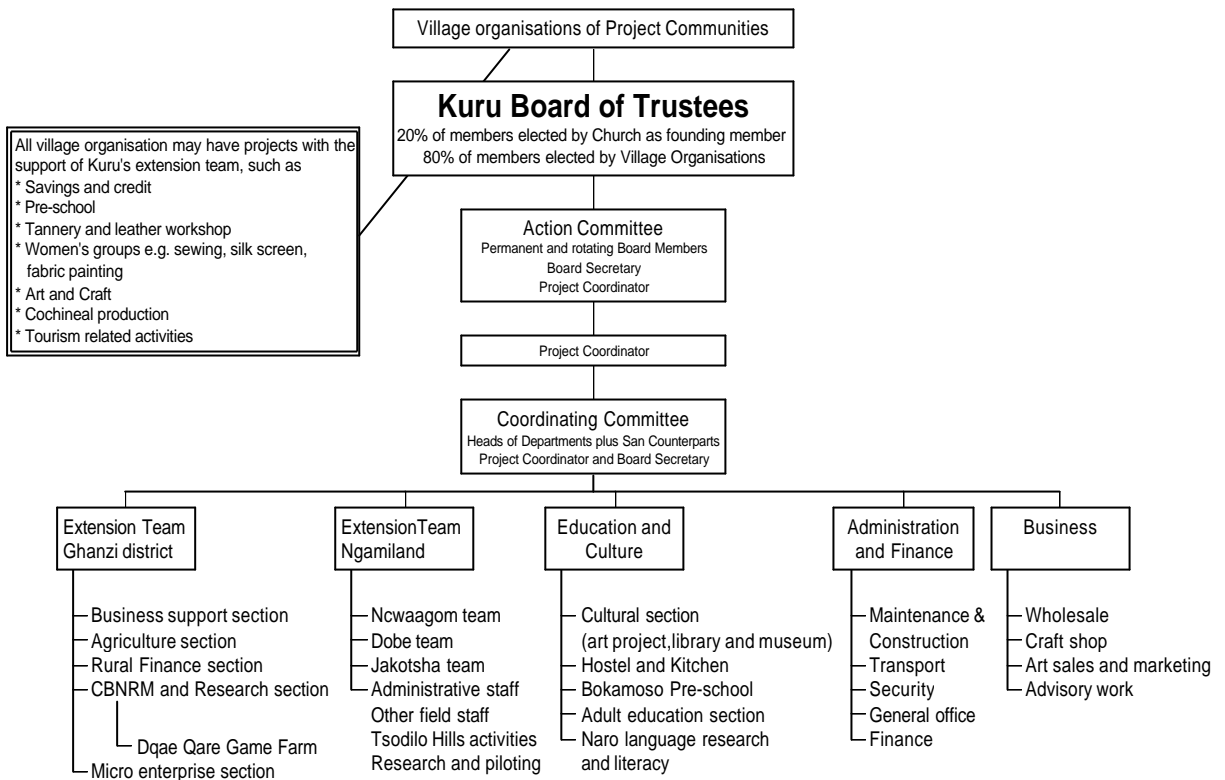 Village organisations of Project Communities
Kuru Board of Trustees
20% of members elected by Church as founding member
80% of members elected by Village Organisations
All village organisation may have projects with the
support of Kuru's extension team, such as
* Savings and credit
* Pre-school
* Tannery and leather workshop
* Women's groups e.g. sewing, silk screen,
fabric painting
* Art and Craft
* Cochineal production
* Tourism related activities
Action Committee
Permanent and rotating Board Members
Board Secretary
Project Coordinator
Project Coordinator
Coordinating Committee
Heads of Departments plus San Counterparts
Project Coordinator and Board Secretary
Extension Team
Ghanzi district
Business support section
Agriculture section
Rural Finance section
CBNRM and Research section
Dqae Qare Game Farm
Micro enterprise section
ExtensionTeam
Ngamiland
Ncwaagom team
Dobe team
Jakotsha team
Administrative staff
Other field staff
Tsodilo Hills activities
Research and piloting
Education and
Culture
Cultural section
(art project,library and museum)
Hostel and Kitchen
Bokamoso Pre-school
Adult education section
Naro language research
and literacy
Administration
and Finance
Maintenance &
Construction
Transport
Security
General office
Finance
Business
Wholesale
Craft shop
Art sales and marketing
Advisory work